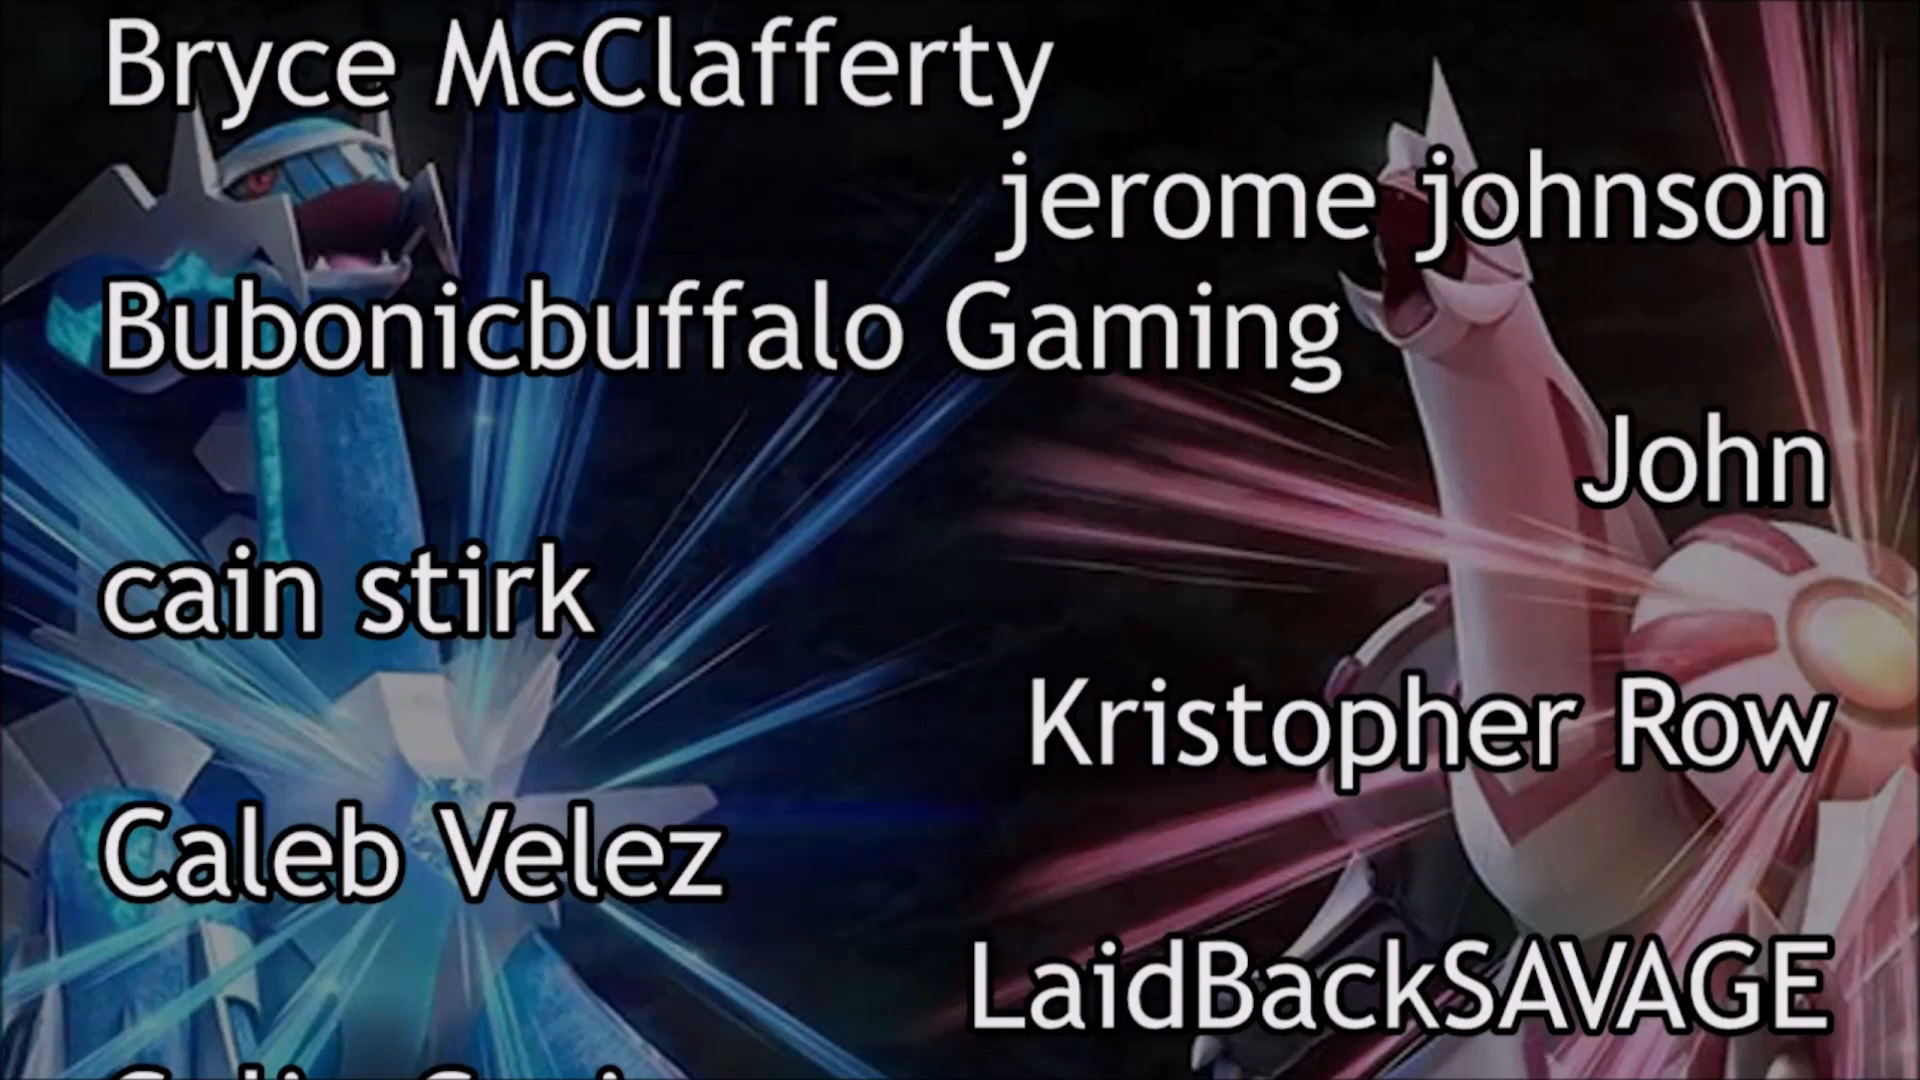 Bryce McClafferty
jerome johnson
Bubonicbuffalo Gaming
John
cain stirk
Kristopher Row
Caleb Velez
LaidBackSAVAGE